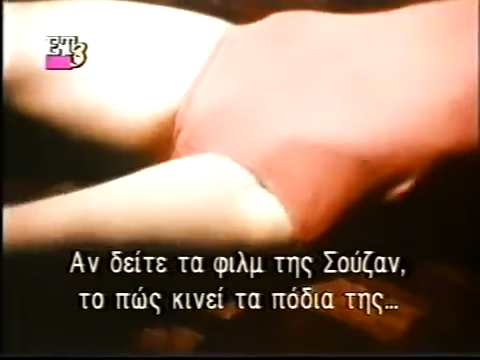 ET3
Αν δείτε τα φιλμ της Σούζαν,
το πώς κινεί τα πόδια της...